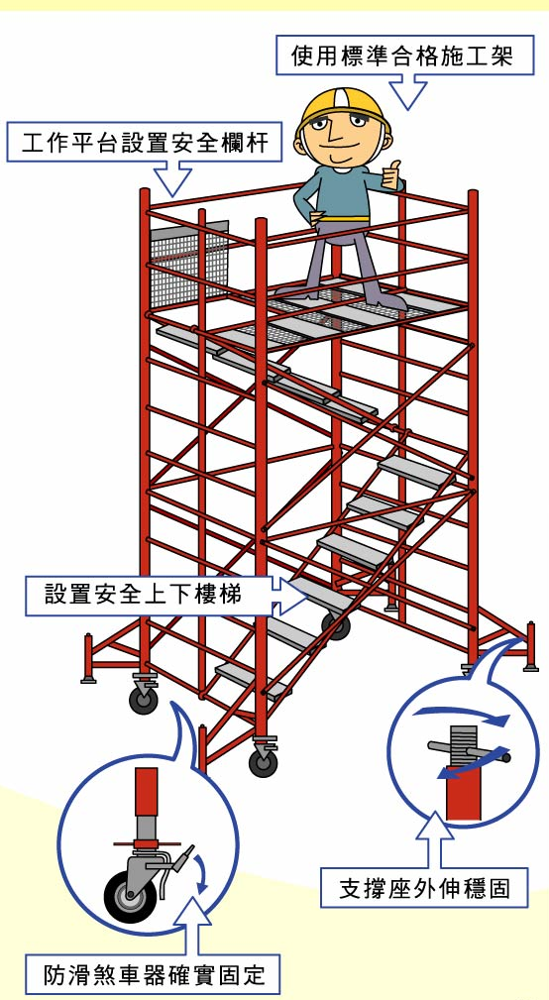 使用標準合格施工架
工作平台設置安全欄杆
設置安全上下樓梯
支撐座外伸穩固
防滑煞車器確實固定